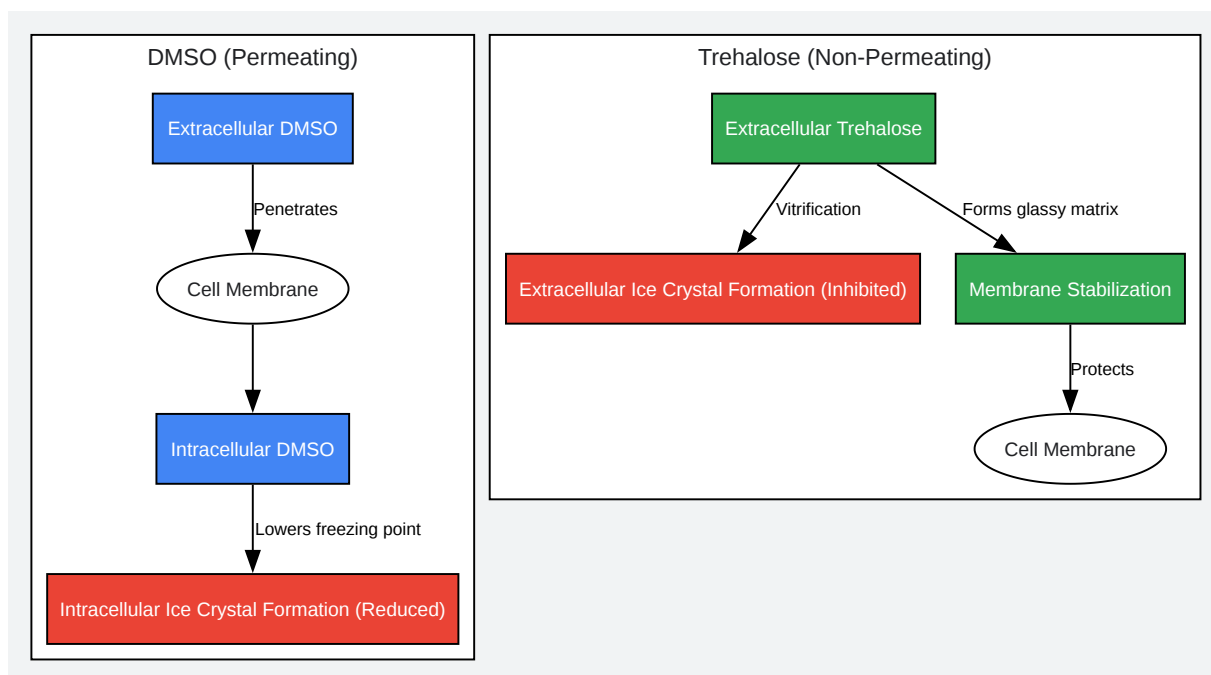 DMSO (Permeating)
Extracellular DMSO
Penetrates
Cell Membrane
Intracellular DMSO
Lowers freezing point
Intracellular Ice Crystal Formation (Reduced)
Trehalose (Non-Permeating)
Extracellular Trehalose
Vitrification
Forms glassy matrix
Extracellular Ice Crystal Formation (Inhibited)
Membrane Stabilization
Protects
Cell Membrane